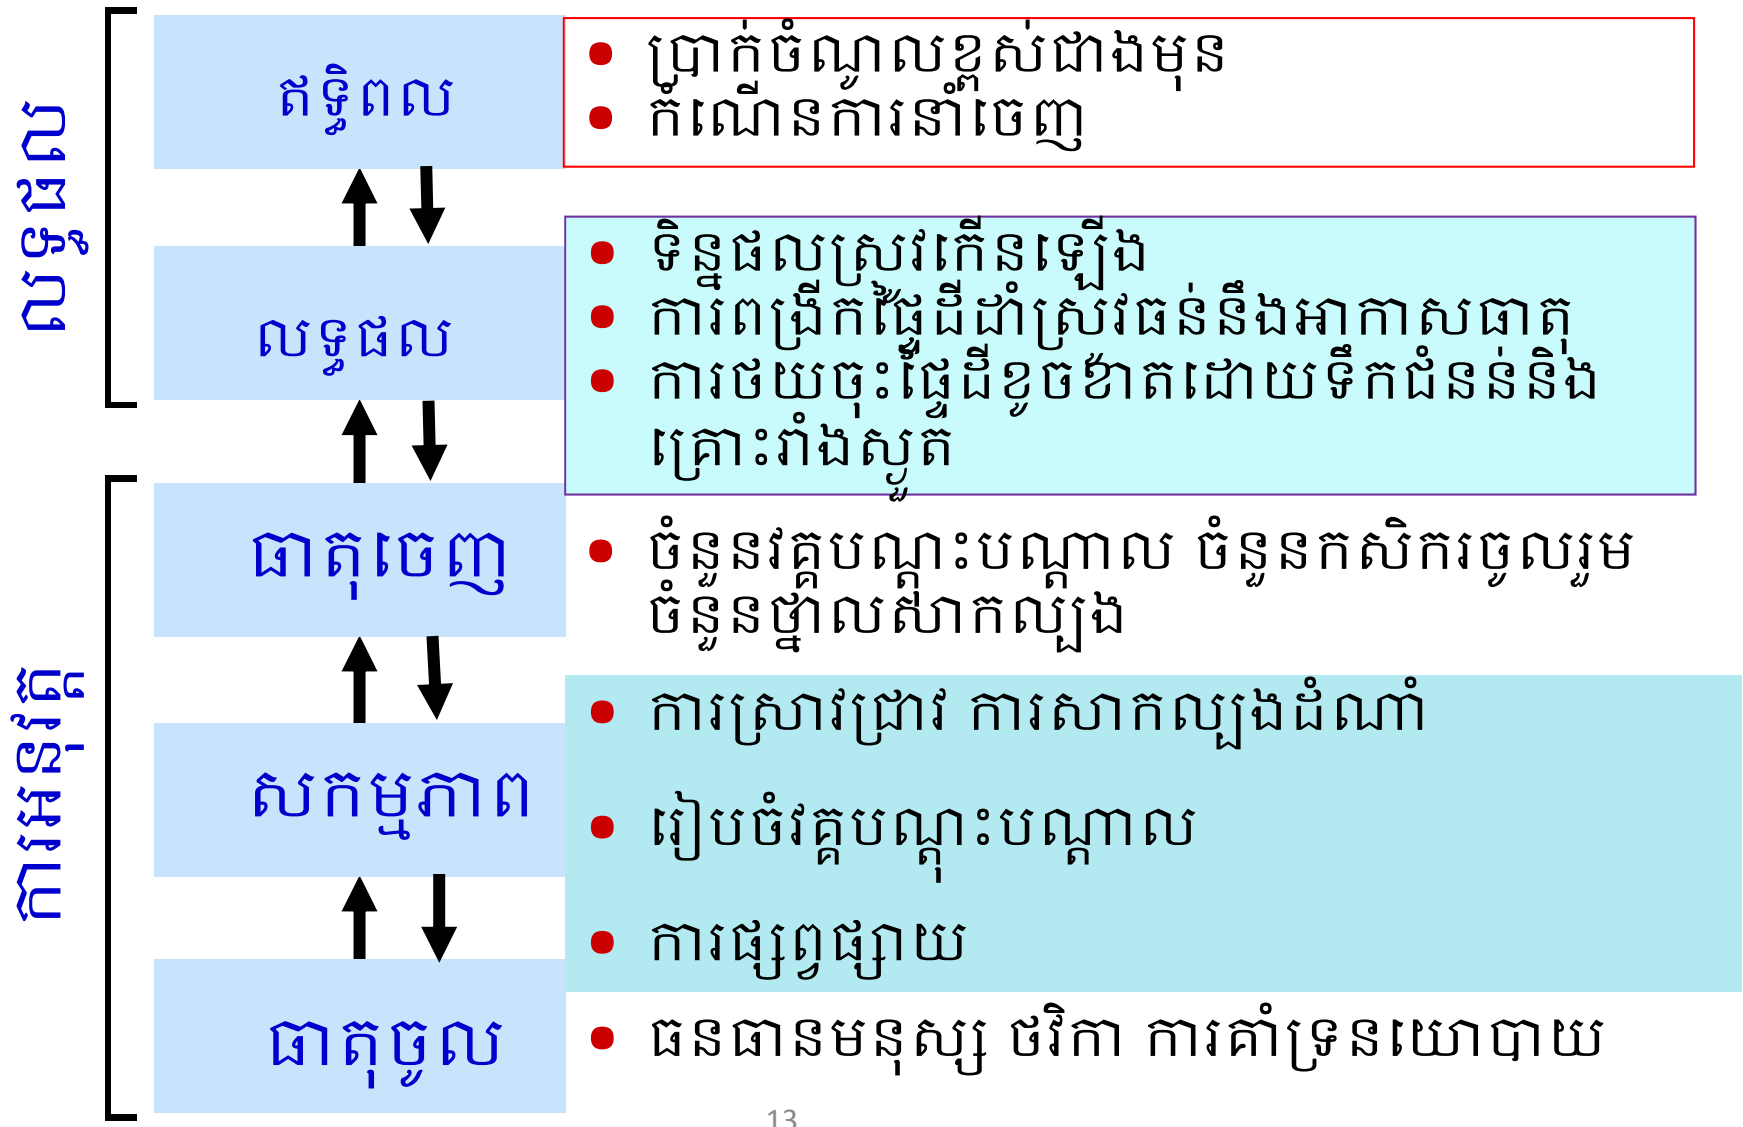 លទ្ធផល
ឥទ្ធិពល
• ប្រាក់ចំណូលខ្ពស់ជាងមុន
• កំណើនការនាំចេញ
លទ្ធផល
• ទិន្នផលស្រូវកើនឡើង
• ការពង្រីកផ្ទៃដីដាំស្រូវធន់នឹងអាកាសធាតុ
• ការថយចុះផ្ទៃដីខូចខាតដោយទឹកជំនន់និង
គ្រោះរាំងស្ងួត
ការអនុវត្ត
ធាតុចេញ
• ចំនួនវគ្គបណ្តុះបណ្តាល ចំនួនកសិករចូលរួម
ចំនួនថ្នាលសាកល្បង
សកម្មភាព
• ការស្រាវជ្រាវ ការសាកល្បងដំណាំ
• រៀបចំវគ្គបណ្តុះបណ្តាល
• ការផ្សព្វផ្សាយ
ធាតុចូល
• ធនធានមនុស្ស ថវិកា ការគាំទ្រនយោបាយ
13